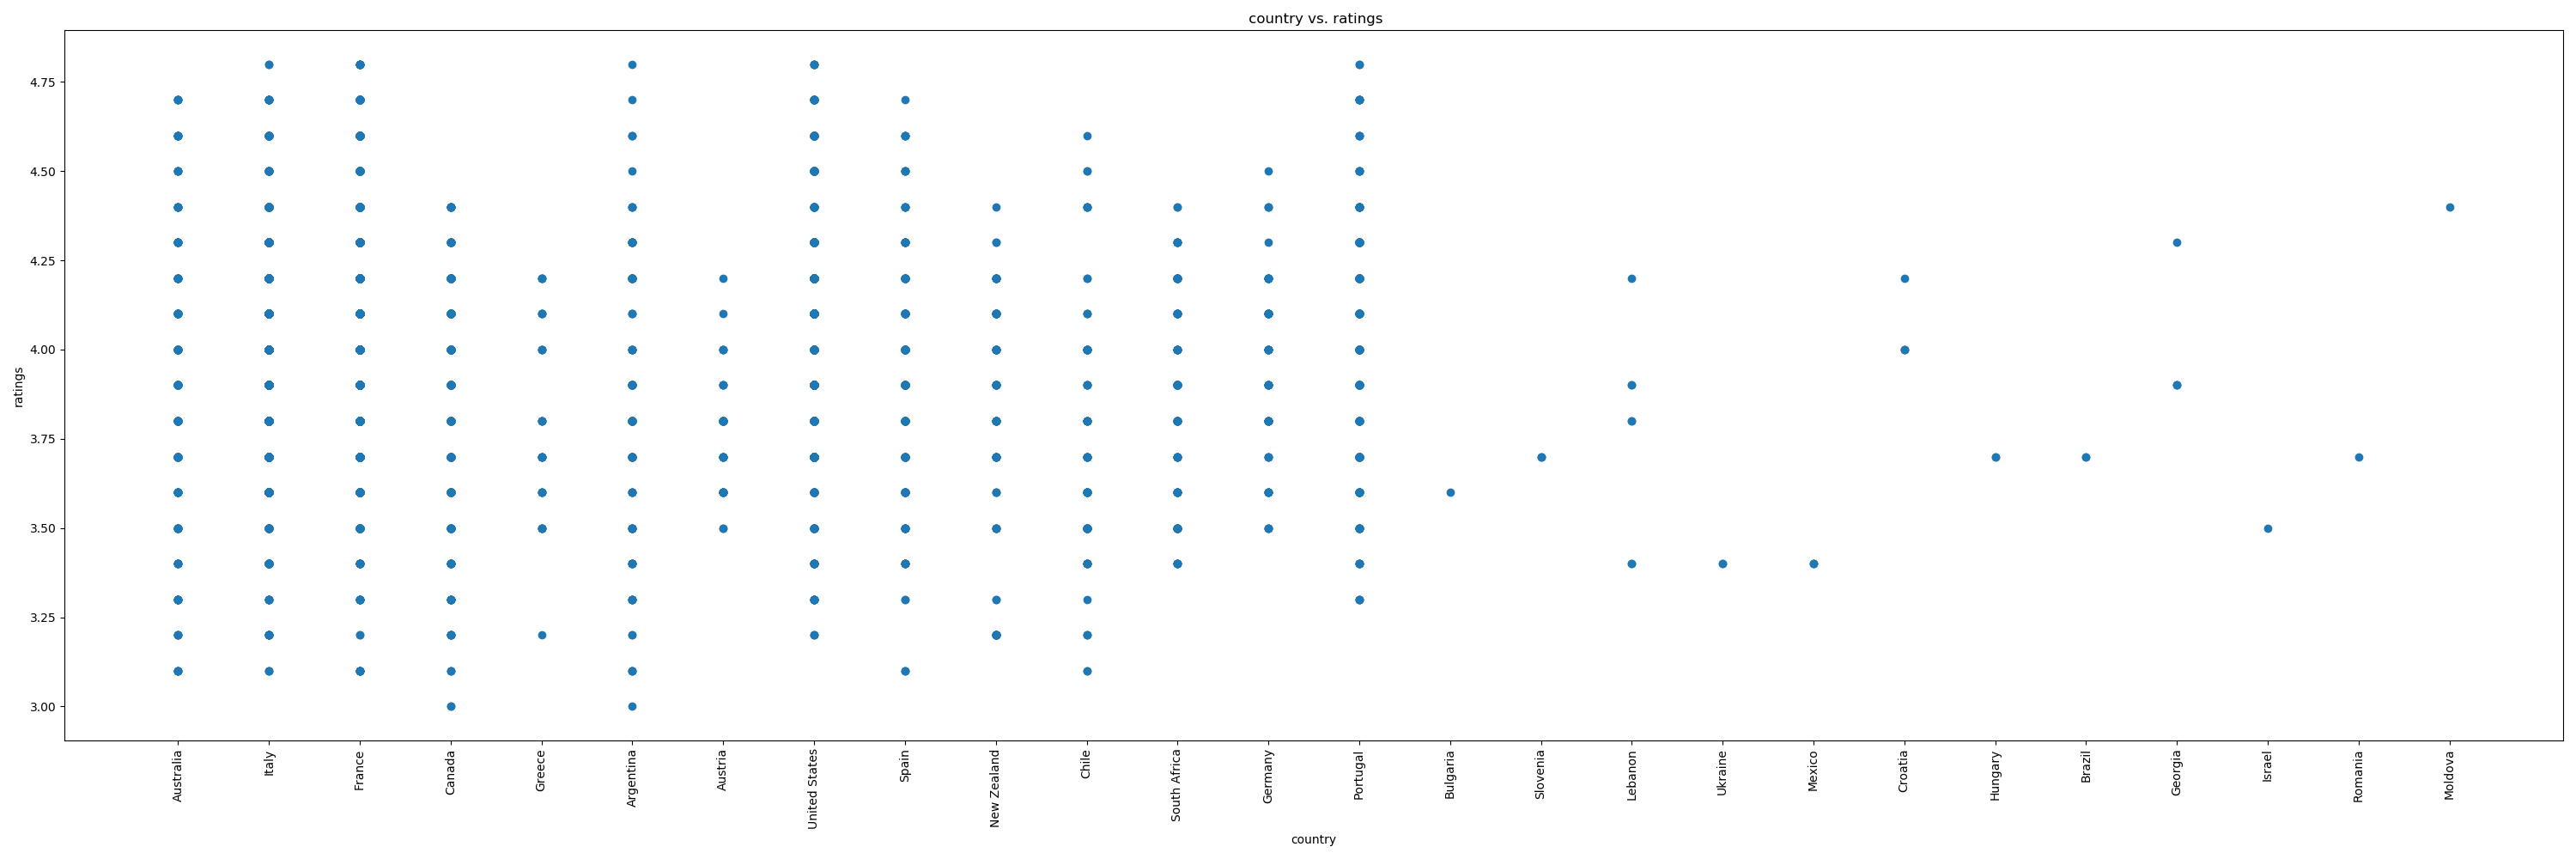 country vs. ratings
4.75
4.50
4.25
4.00
3.75
3.50
3.25
3.00
ratings
Australia
Italy
France
Canada
Greece
Argentina
Austria
United States
Spain
New Zealand
Chile
South Africa
Germany
Portugal
Bulgaria
Slovenia
Lebanon
Ukraine
Mexico
Croatia
Hungary
Brazil
Georgia
Israel
Romania
Moldova
country